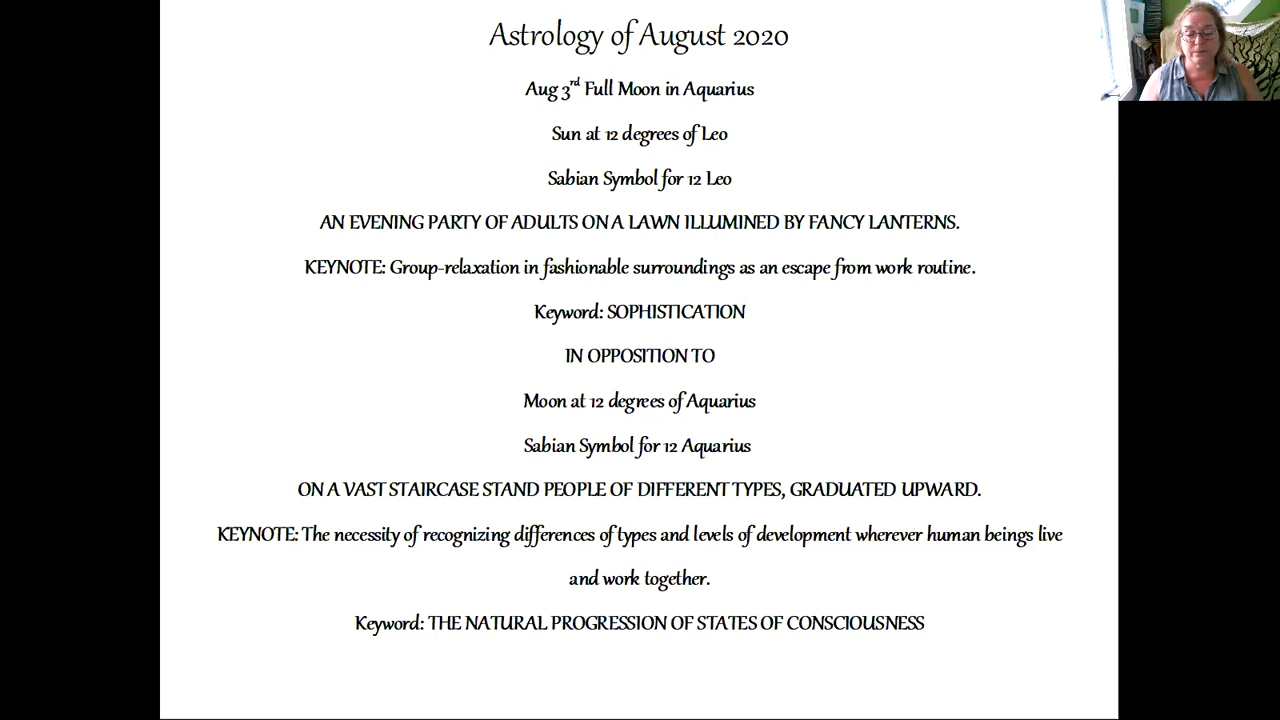 Astrology of August 2020
Aug 3rd Full Moon in Aquarius
Sun at 12 degrees of Leo
Sabian Symbol for 12 Leo
AN EVENING PARTY OF ADULTS ON A LAWN ILLUMINED BY FANCY LANTERNS.
KEYNOTE: Group-relaxation in fashionable surroundings as an escape from work routine.
Keyword: SOPHISTICATION
IN OPPOSITION TO
Moon at 12 degrees of Aquarius
Sabian Symbol for 12 Aquarius
ON A VAST STAIRCASE STAND PEOPLE OF DIFFERENT TYPES, GRADUATED UPWARD.
KEYNOTE: The necessity of recognizing differences of types and levels of development wherever human beings live
and work together.
Keyword: THE NATURAL PROGRESSION OF STATES OF CONSCIOUSNESS